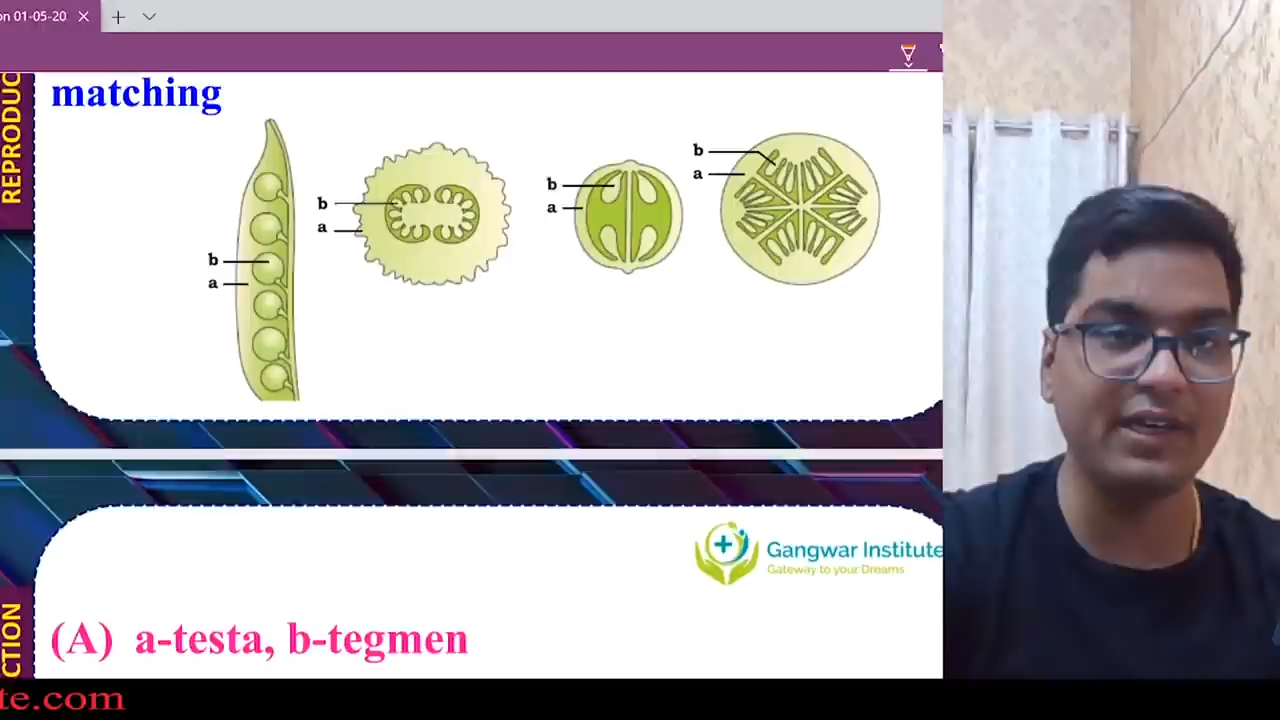 on 01-05-20
REPRODUC
matching
b
a
b
a
b
a
b
a
Gangwar Institute
Gateway to your Dreams
CTION
(A) a-testa, b-tegmen
te.com